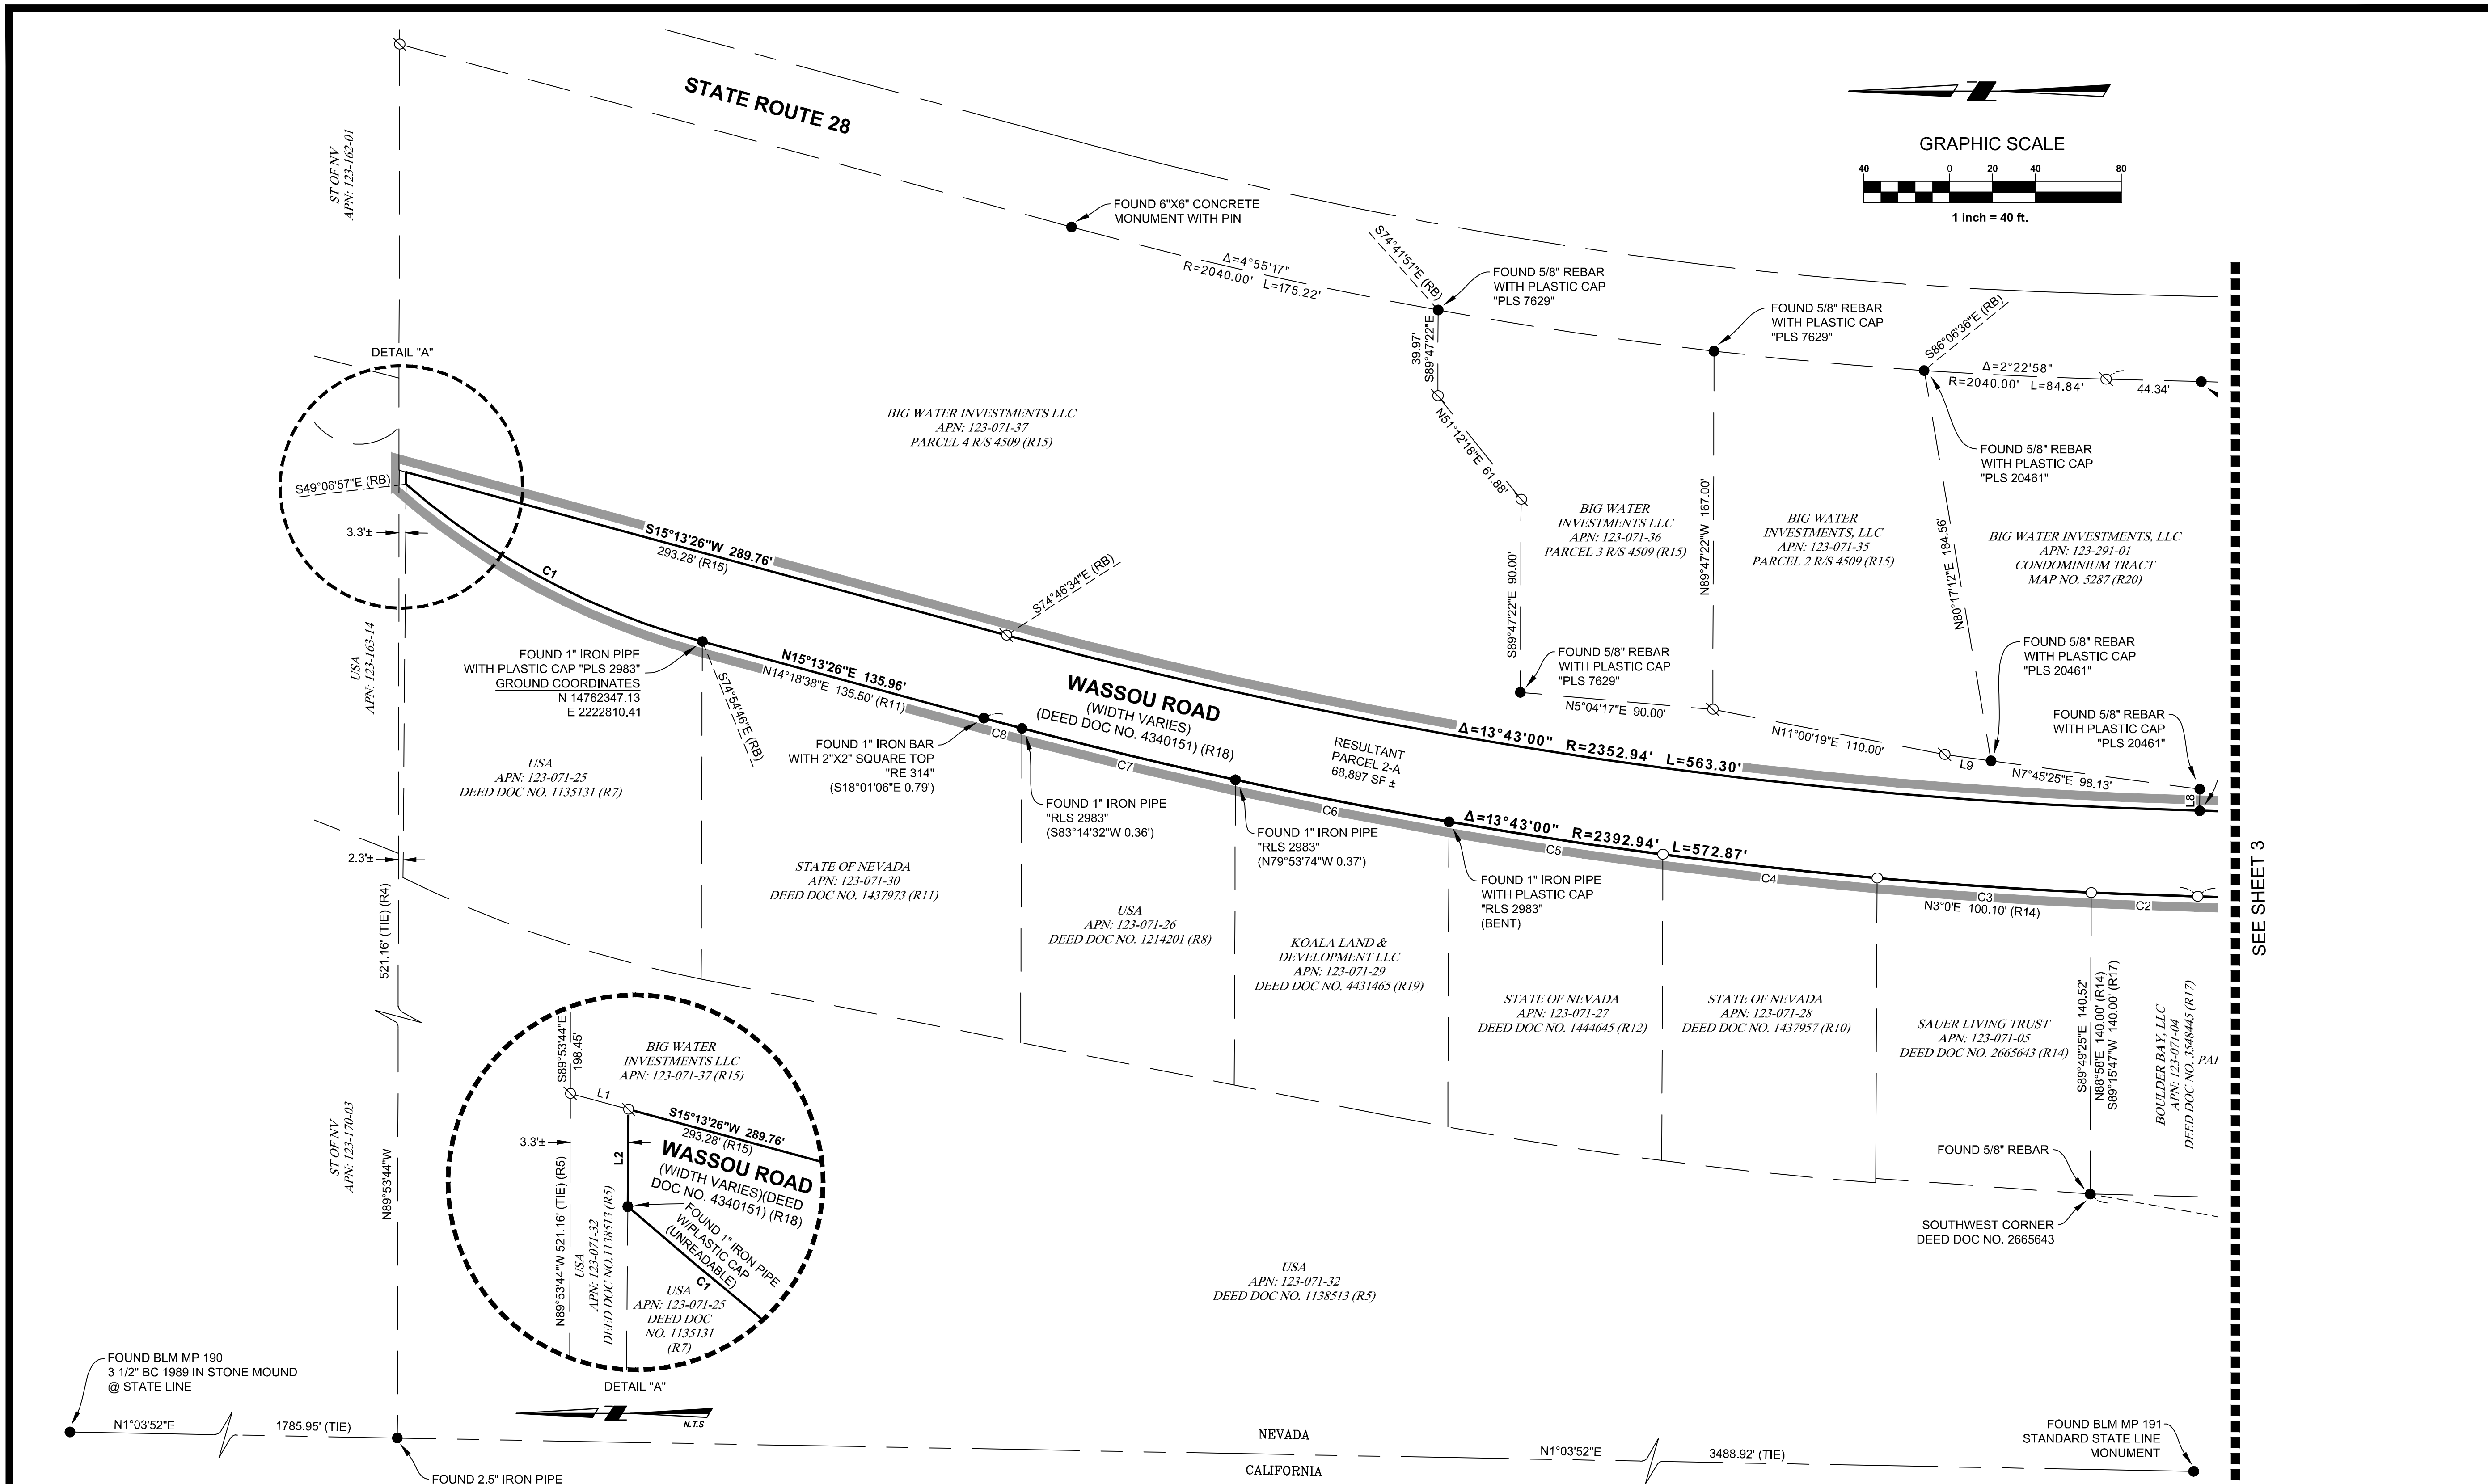 STATE ROUTE 28
GRAPHIC SCALE
40 0 20 40 80
1 inch = 40 ft.
ST OF NV
APN: 123-162-01
FOUND 6"X6" CONCRETE
MONUMENT WITH PIN
Δ=4°55'17"
R=2040.00' L=175.22'
S74°41'51"E (RB)
FOUND 5/8" REBAR
WITH PLASTIC CAP
"PLS 7629"
39.97'
S89°47'22"E
FOUND 5/8" REBAR
WITH PLASTIC CAP
"PLS 7629"
S86°06'36"E (RB)
Δ=2°22'58"
R=2040.00' L=84.84'
44.34'
FOUND 5/8" REBAR
WITH PLASTIC CAP
"PLS 20461"
DETAIL "A"
BIG WATER INVESTMENTS LLC
APN: 123-071-37
PARCEL 4 R/S 4509 (R15)
N51°12'18"E 61.88'
S49°06'57"E (RB)
3.3'±
S15°13'26"W 289.76'
293.28' (R15)
C1
S74°46'34"E (RB)
S89°47'22"E 90.00'
BIG WATER
INVESTMENTS LLC
APN: 123-071-36
PARCEL 3 R/S 4509 (R15)
N89°47'22"W 167.00'
BIG WATER
INVESTMENTS, LLC
APN: 123-071-35
PARCEL 2 R/S 4509 (R15)
N80°17'12"E 184.56'
BIG WATER INVESTMENTS, LLC
APN: 123-291-01
CONDOMINIUM TRACT
MAP NO. 5287 (R20)
USA
APN: 123-163-14
FOUND 1" IRON PIPE
WITH PLASTIC CAP "PLS 2983"
GROUND COORDINATES
N 14762347.13
E 2222810.41
S74°54'46"E (RB)
N15°13'26"E 135.96'
N14°18'38"E 135.50' (R11)
WASSOU ROAD
(WIDTH VARIES)
(DEED DOC NO. 4340151) (R18)
FOUND 5/8" REBAR
WITH PLASTIC CAP
"PLS 7629"
N5°04'17"E 90.00'
N11°00'19"E 110.00'
L9
FOUND 5/8" REBAR
WITH PLASTIC CAP
"PLS 20461"
N7°45'25"E 98.13'
FOUND 5/8" REBAR
WITH PLASTIC CAP
"PLS 20461"
L8
FOUND 1" IRON BAR
WITH 2"X2" SQUARE TOP
"RE 314"
(S18°01'06"E 0.79')
C8
C7
RESULTANT
PARCEL 2-A
68,897 SF ±
Δ=13°43'00" R=2352.94' L=563.30'
C6
Δ=13°43'00" R=2392.94' L=572.87'
C5
C4
C3
N3°0'E 100.10' (R14)
C2
SEE SHEET 3
USA
APN: 123-071-25
DEED DOC NO. 1135131 (R7)
FOUND 1" IRON PIPE
"RLS 2983"
(S83°14'32"W 0.36')
FOUND 1" IRON PIPE
"RLS 2983"
(N79°53'74"W 0.37')
FOUND 1" IRON PIPE
WITH PLASTIC CAP
"RLS 2983"
(BENT)
2.3'±
521.16' (TIE) (R4)
STATE OF NEVADA
APN: 123-071-30
DEED DOC NO. 1437973 (R11)
USA
APN: 123-071-26
DEED DOC NO. 1214201 (R8)
KOALA LAND &
DEVELOPMENT LLC
APN: 123-071-29
DEED DOC NO. 4431465 (R19)
STATE OF NEVADA
APN: 123-071-27
DEED DOC NO. 1444645 (R12)
STATE OF NEVADA
APN: 123-071-28
DEED DOC NO. 1437957 (R10)
SAUER LIVING TRUST
APN: 123-071-05
DEED DOC NO. 2665643 (R14)
S89°49'25"E 140.52'
N88°58'E 140.00' (R14)
S89°15'47"W 140.00' (R17)
BOULDER BAY, LLC
APN: 123-071-04
DEED DOC NO. 3548445 (R17)
FOUND 5/8" REBAR
SOUTHWEST CORNER
DEED DOC NO. 2665643
ST OF NV
APN: 123-170-03
N89°53'44"W
S89°53'44"E
198.45'
BIG WATER
INVESTMENTS LLC
APN: 123-071-37 (R15)
L1
S15°13'26"W 289.76'
293.28' (R15)
3.3'±
L2
WASSOU ROAD
(WIDTH VARIES)(DEED
DOC NO. 4340151) (R18)
N89°53'44"W 521.16' (TIE) (R5)
USA
APN: 123-071-32
DEED DOC NO.1138513 (R5)
FOUND 1" IRON PIPE
W/PLASTIC CAP
(UNREADABLE)
C1
USA
APN: 123-071-25
DEED DOC
NO. 1135131
(R7)
DETAIL "A"
N.T.S
USA
APN: 123-071-32
DEED DOC NO. 1138513 (R5)
FOUND BLM MP 190
3 1/2" BC 1989 IN STONE MOUND
@ STATE LINE
N1°03'52"E
1785.95' (TIE)
FOUND 2.5" IRON PIPE
NEVADA
CALIFORNIA
N1°03'52"E
3488.92' (TIE)
FOUND BLM MP 191
STANDARD STATE LINE
MONUMENT